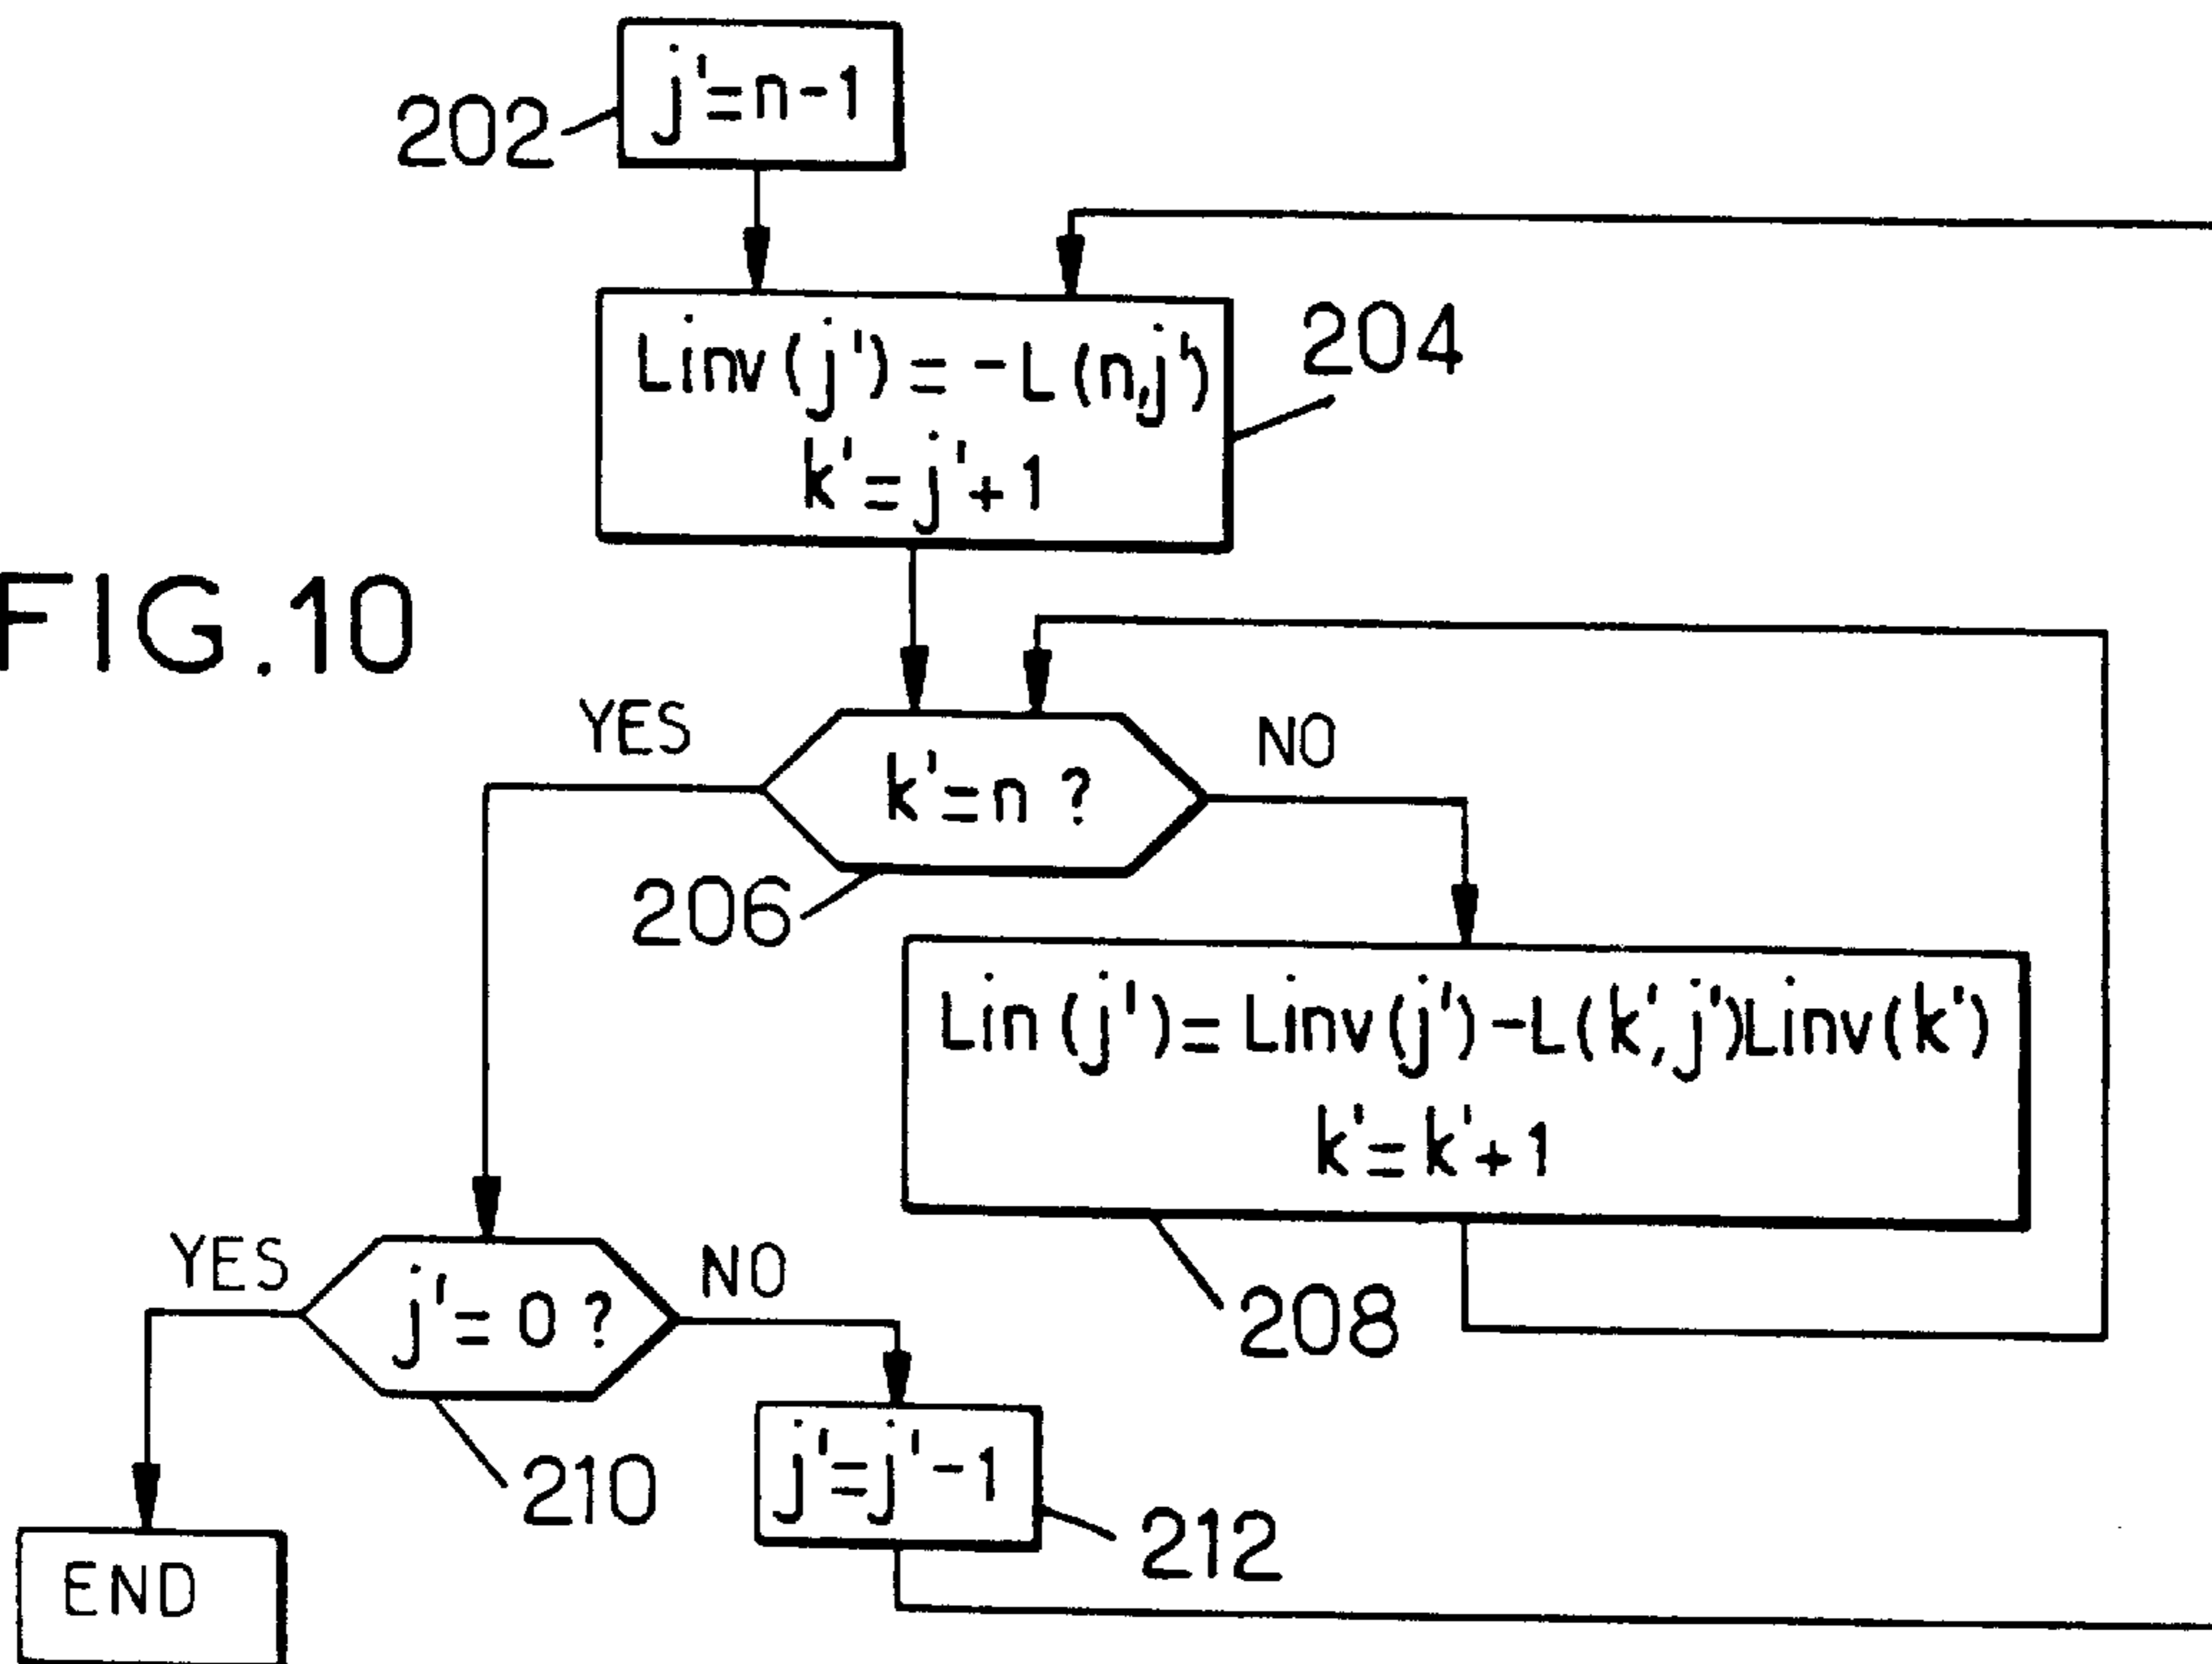 j'=n-1
202
Linv(j')=-L(n,j')
k'=j'+1
204
FIG.10
YES
k'=n ?
NO
206
Lin(j')=Linv(j')-L(k',j')Linv(k')
k'=k'+1
208
YES
j'=0 ?
NO
210
j'=j'-1
212
END